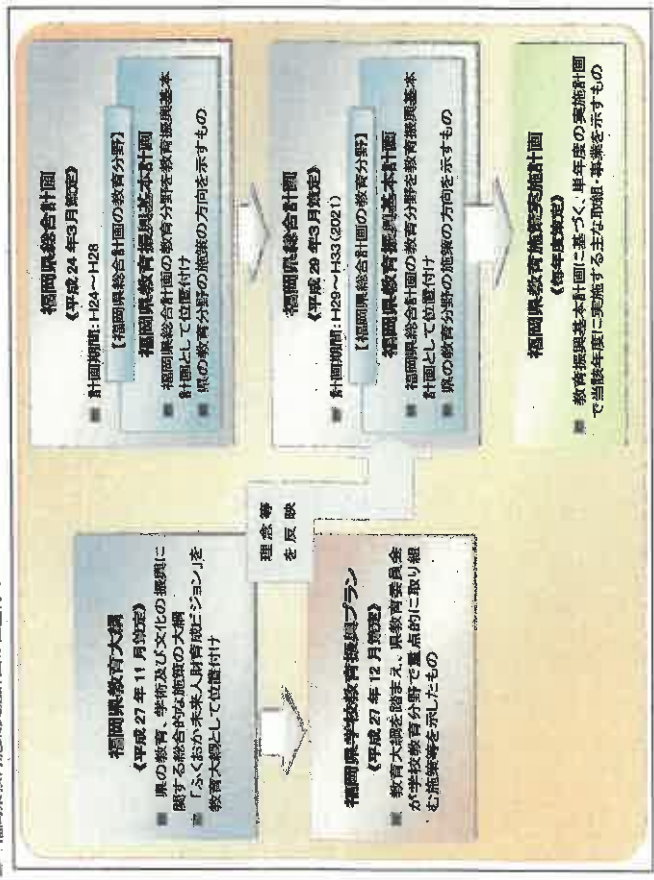 福岡県教育大綱
《平成 27 年 11 月策定》
■ 県の教育、学術及び文化の振興に
関する総合的な施策の大綱
■ 「ふくおか未来人財育成ビジョン」を
教育大綱として位置付け
福岡県学校教育振興プラン
《平成 27 年 12 月策定》
■ 教育大綱を踏まえ、県教育委員会
が学校教育分野で重点的に取り組
む施策等を示したもの
理念等
を反映
福岡県総合計画
《平成 24 年3月策定》
■ 計画期間:H24～H28
【福岡県総合計画の教育分野】
福岡県教育振興基本計画
■ 福岡県総合計画の教育分野を教育振興基本
計画として位置付け
■ 県の教育分野の施策の方向を示すもの
福岡県総合計画
《平成 29 年3月策定》
■ 計画期間:H29～H33(2021)
【福岡県総合計画の教育分野】
福岡県教育振興基本計画
■ 福岡県総合計画の教育分野を教育振興基本
計画として位置付け
■ 県の教育分野の施策の方向を示すもの
福岡県教育施策実施計画
《毎年度策定》
■ 教育振興基本計画に基づく、単年度の実施計画
で当該年度に実施する主な取組・事業を示すもの